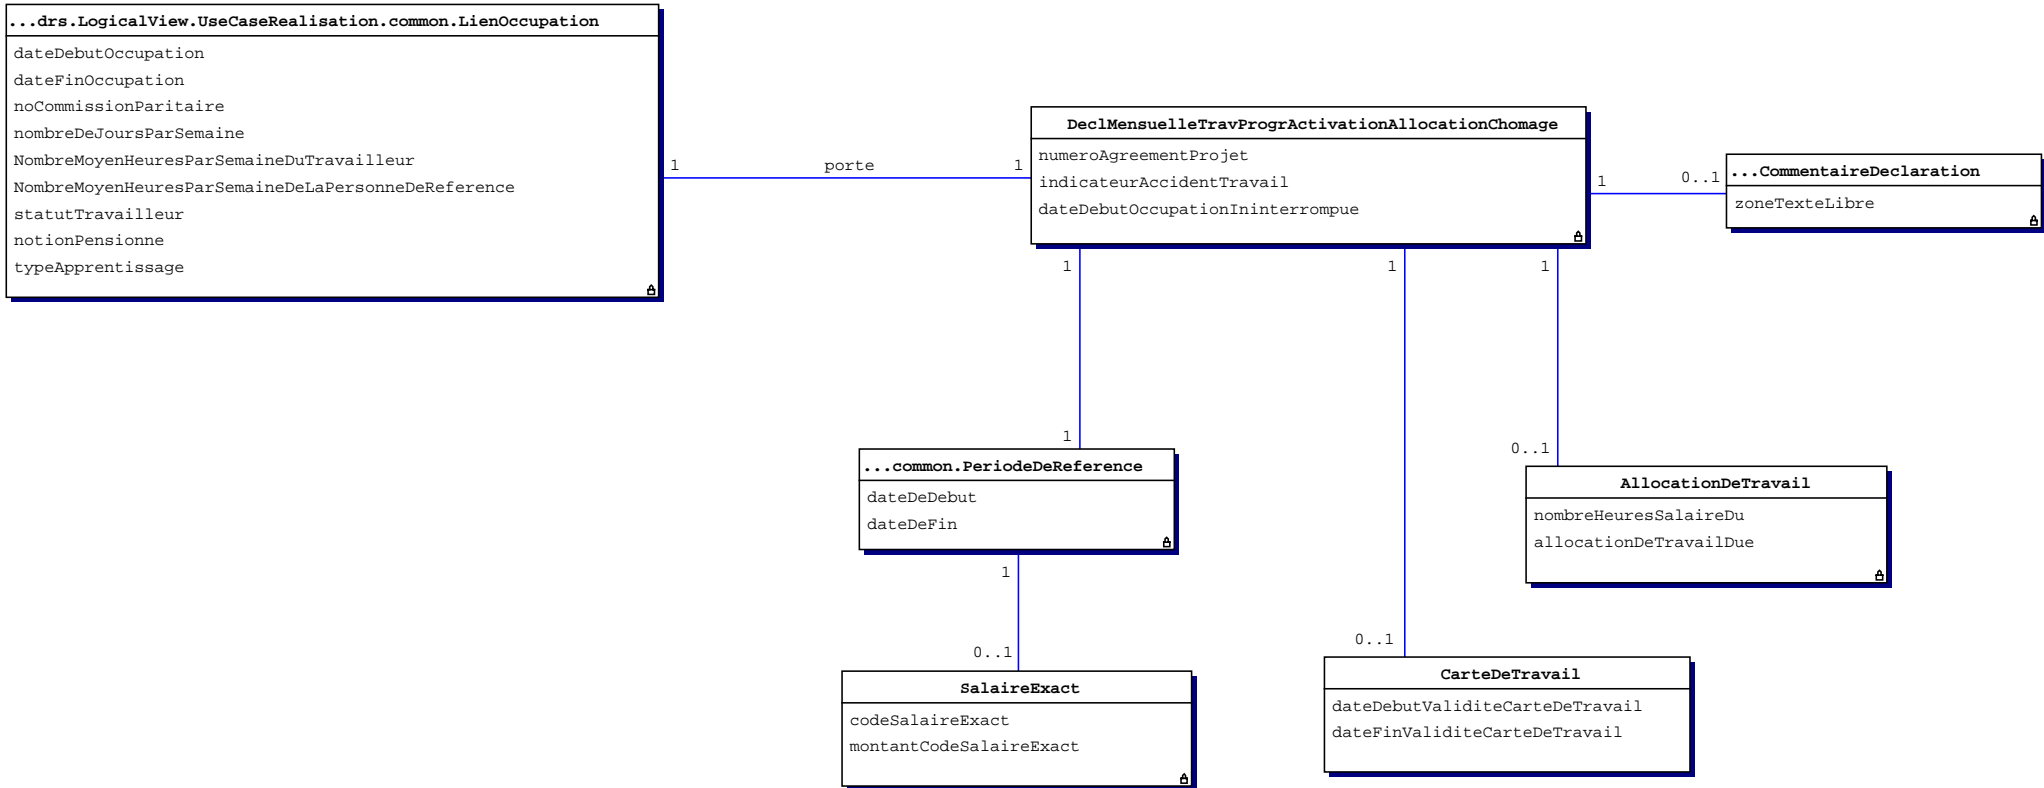 ...drs.LogicalView.UseCaseRealisation.common.LienOccupation
dateDebutOccupation
dateFinOccupation
noCommissionParitaire
nombreDeJoursParSemaine
NombreMoyenHeuresParSemaineDuTravailleur
NombreMoyenHeuresParSemaineDeLaPersonneDeReference
statutTravailleur
notionPensionne
typeApprentissage
1
porte
1
DeclMensuelleTravProgrActivationAllocationChomage
numeroAgreementProjet
indicateurAccidentTravail
dateDebutOccupationIninterrompue
1
0..1
...CommentaireDeclaration
zoneTexteLibre
1
1
1
1
0..1
...common.PeriodeDeReference
dateDeDebut
dateDeFin
AllocationDeTravail
nombreHeuresSalaireDu
allocationDeTravailDue
1
0..1
0..1
SalaireExact
codeSalaireExact
montantCodeSalaireExact
CarteDeTravail
dateDebutValiditeCarteDeTravail
dateFinValiditeCarteDeTravail